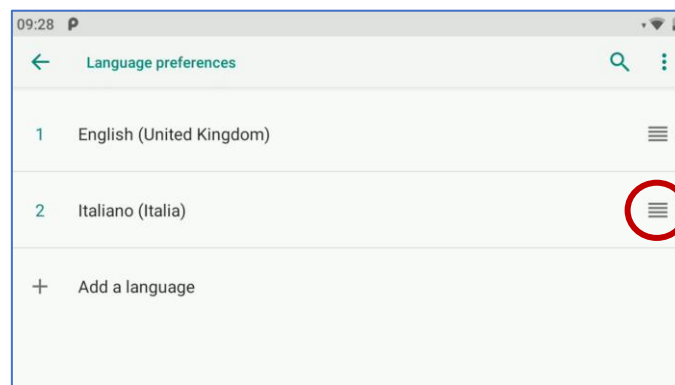 09:28
Language preferences
1 English (United Kingdom)
2 Italiano (Italia)
+ Add a language